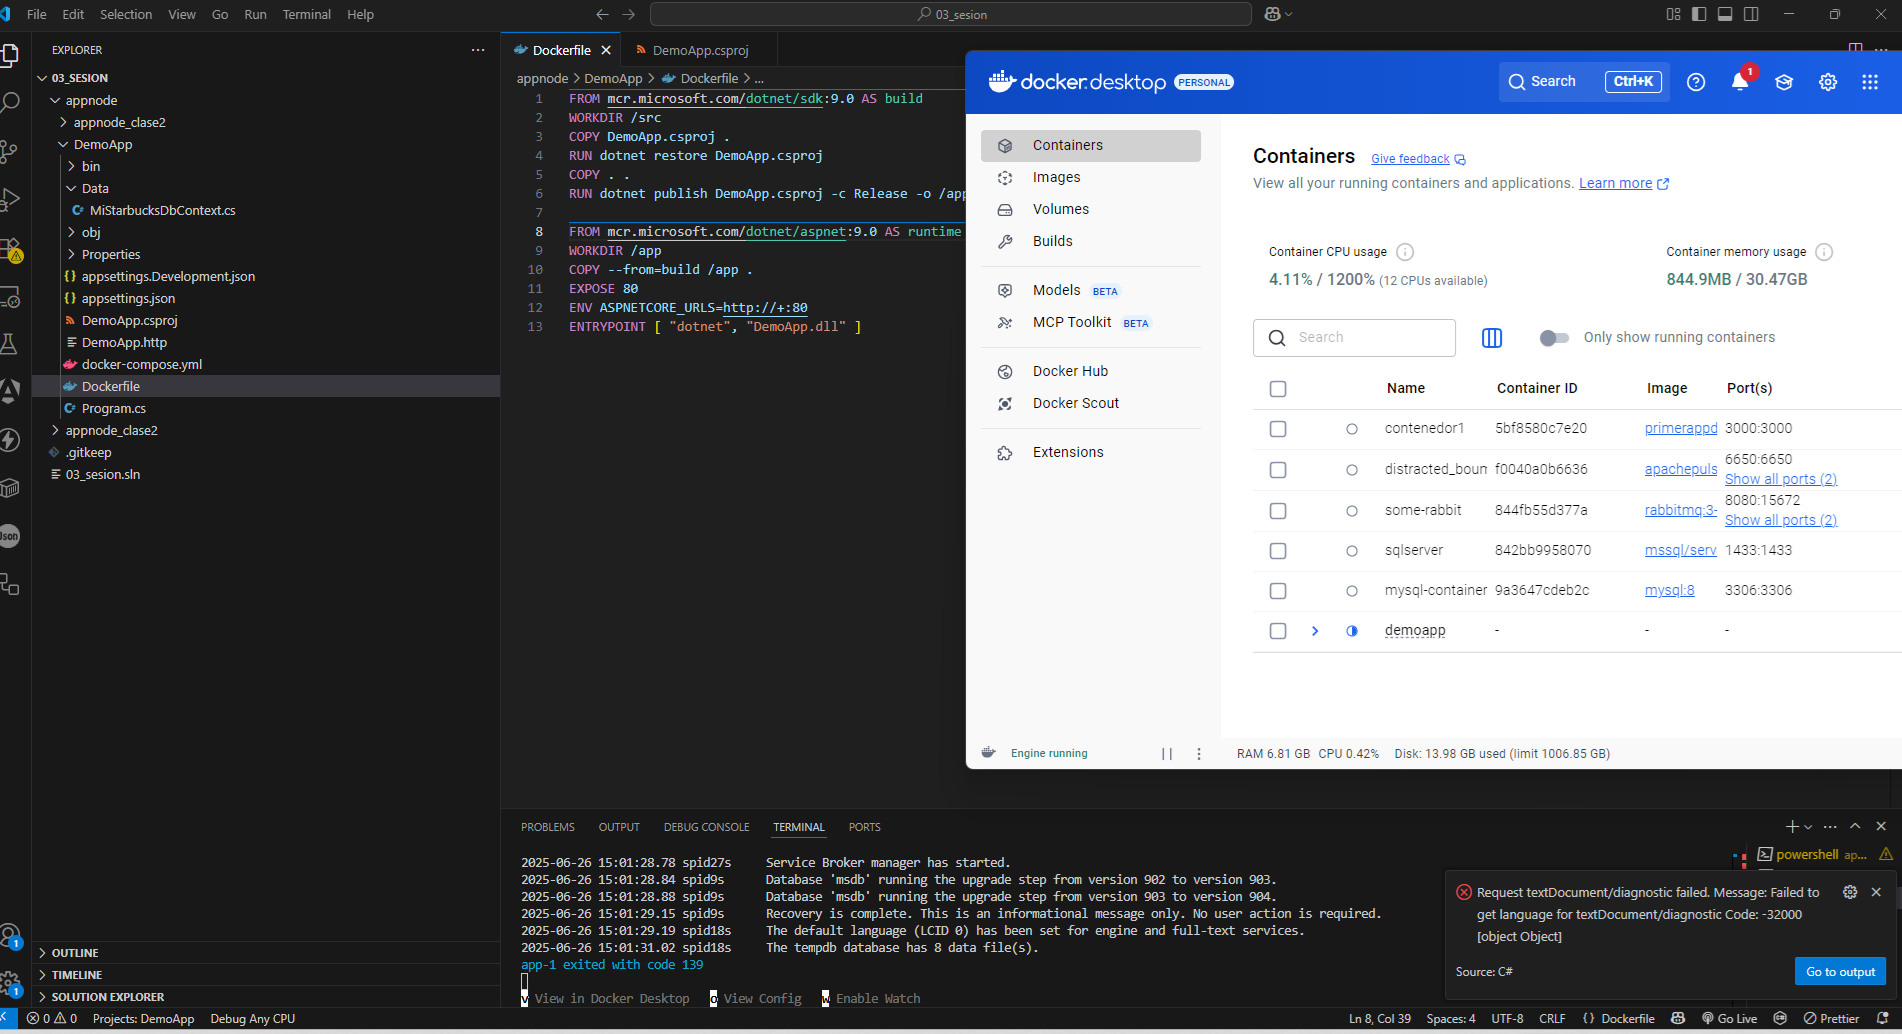 File Edit Selection View Go Run Terminal Help
03_sesion
EXPLORER
03_SESION
appnode
appnode_clase2
DemoApp
bin
Data
MiStarbucksDbContext.cs
obj
Properties
appsettings.Development.json
appsettings.json
DemoApp.csproj
DemoApp.http
docker-compose.yml
Dockerfile
Program.cs
appnode_clase2
.gitkeep
03_sesion.sln
OUTLINE
TIMELINE
SOLUTION EXPLORER
Dockerfile
DemoApp.csproj
appnode > DemoApp > Dockerfile > ...
1 FROM mcr.microsoft.com/dotnet/sdk:9.0 AS build
2 WORKDIR /src
3 COPY DemoApp.csproj .
4 RUN dotnet restore DemoApp.csproj
5 COPY . .
6 RUN dotnet publish DemoApp.csproj -c Release -o /app
7
8 FROM mcr.microsoft.com/dotnet/aspnet:9.0 AS runtime
9 WORKDIR /app
10 COPY --from=build /app .
11 EXPOSE 80
12 ENV ASPNETCORE_URLS=http://+:80
13 ENTRYPOINT [ "dotnet", "DemoApp.dll" ]
docker.desktop PERSONAL
Search Ctrl+K
1
Containers
Images
Volumes
Builds
Models BETA
MCP Toolkit BETA
Docker Hub
Docker Scout
Extensions
Containers Give feedback
View all your running containers and applications. Learn more
Container CPU usage
4.11% / 1200% (12 CPUs available)
Container memory usage
844.9MB / 30.47GB
Search
Only show running containers
Name Container ID Image Port(s)
contenedor1 5bf8580c7e20 primerappd 3000:3000
distracted_boum f0040a0b6636 apachepuls 6650:6650
Show all ports (2)
some-rabbit 844fb55d377a rabbitmq:3- 8080:15672
Show all ports (2)
sqlserver 842bb9958070 mssql/serv 1433:1433
mysql-container 9a3647cdeb2c mysql:8 3306:3306
demoapp - - -
Engine running
RAM 6.81 GB CPU 0.42% Disk: 13.98 GB used (limit 1006.85 GB)
PROBLEMS OUTPUT DEBUG CONSOLE TERMINAL PORTS
2025-06-26 15:01:28.78 spid27s Service Broker manager has started.
2025-06-26 15:01:28.84 spid9s Database 'msdb' running the upgrade step from version 902 to version 903.
2025-06-26 15:01:28.88 spid9s Database 'msdb' running the upgrade step from version 903 to version 904.
2025-06-26 15:01:29.15 spid9s Recovery is complete. This is an informational message only. No user action is required.
2025-06-26 15:01:29.19 spid18s The default language (LCID 0) has been set for engine and full-text services.
2025-06-26 15:01:31.02 spid18s The tempdb database has 8 data file(s).
app-1 exited with code 139
v View in Docker Desktop o View Config w Enable Watch
powershell ap...
Request textDocument/diagnostic failed. Message: Failed to
get language for textDocument/diagnostic Code: -32000
[object Object]
Source: C#
Go to output
1
1
0 0 Projects: DemoApp Debug Any CPU
Ln 8, Col 39 Spaces: 4 UTF-8 CRLF {} Dockerfile Go Live Prettier